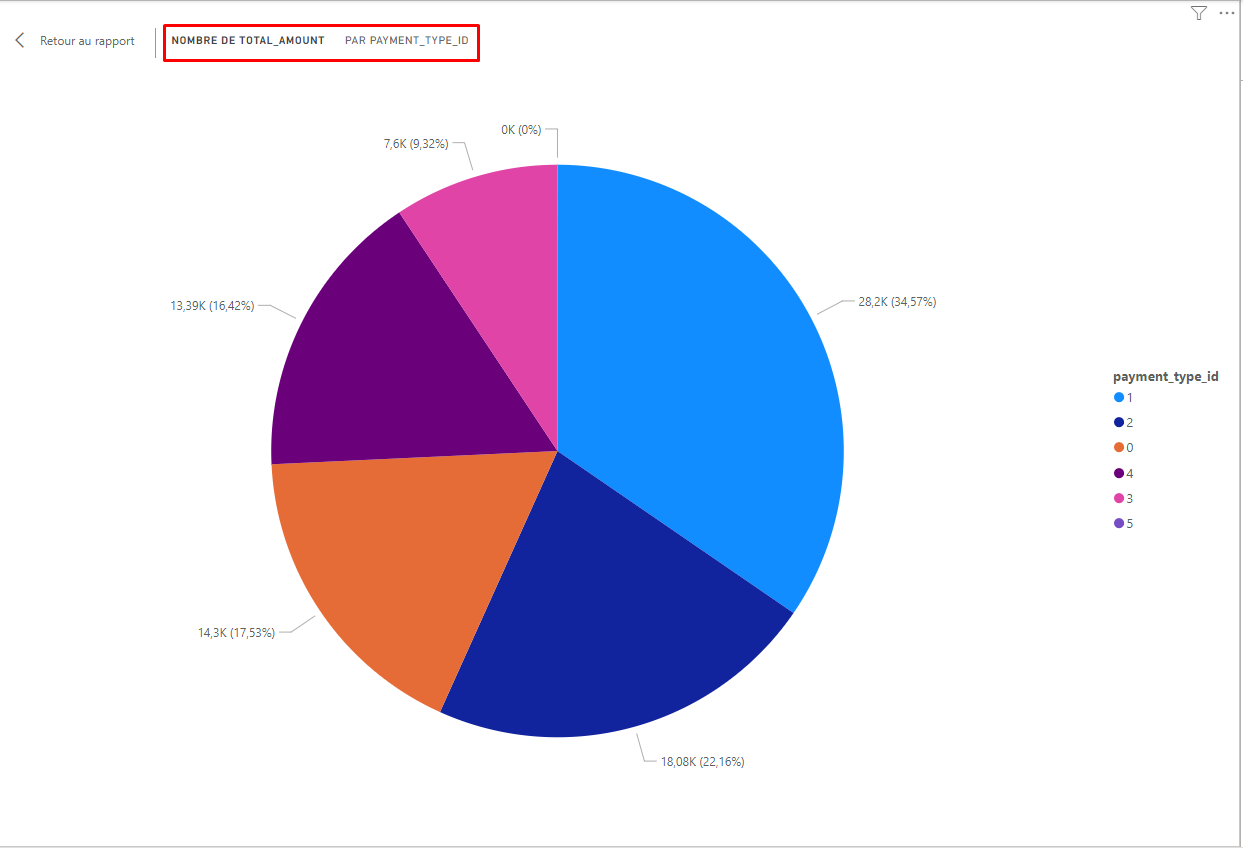 Retour au rapport
NOMBRE DE TOTAL_AMOUNT PAR PAYMENT_TYPE_ID
0K (0%)
7,6K (9,32%)
28,2K (34,57%)
13,39K (16,42%)
14,3K (17,53%)
18,08K (22,16%)
payment_type_id
1
2
0
4
3
5